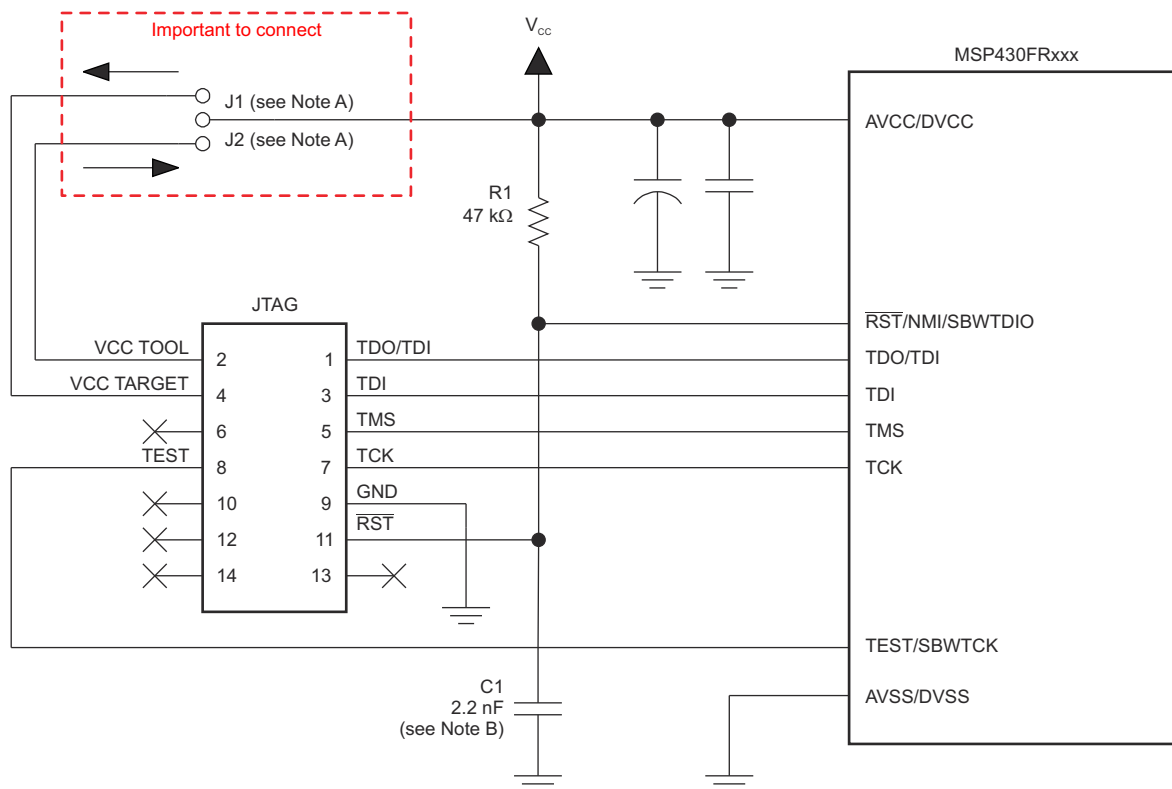 Important to connect
J1 (see Note A)
J2 (see Note A)
VCC
MSP430FRxxx
AVCC/DVCC
R1
47 kΩ
JTAG
RST/NMI/SBWTDIO
VCC TOOL
2
1
TDO/TDI
TDO/TDI
VCC TARGET
4
3
TDI
TDI
6
5
TMS
TMS
TEST
8
7
TCK
TCK
10
9
GND
12
11
RST
14
13
TEST/SBWTCK
C1
2.2 nF
(see Note B)
AVSS/DVSS